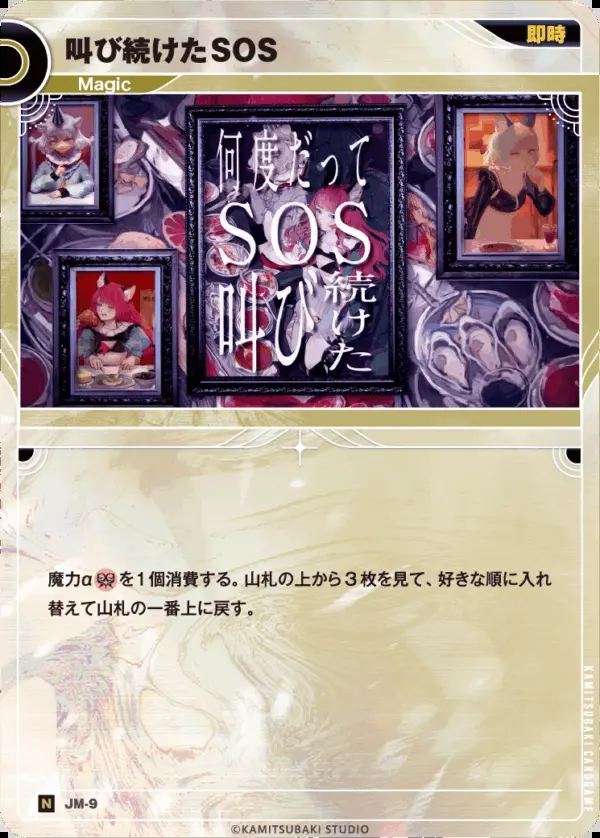 叫び続けたSOS
即時
Magic
何度だって
SOS
叫び
続けた
魔力α を1個消費する。山札の上から3枚を見て、好きな順に入れ
替えて山札の一番上に戻す。
KAMITSUBAKI CARDGAME
N JM-9
©KAMITSUBAKI STUDIO